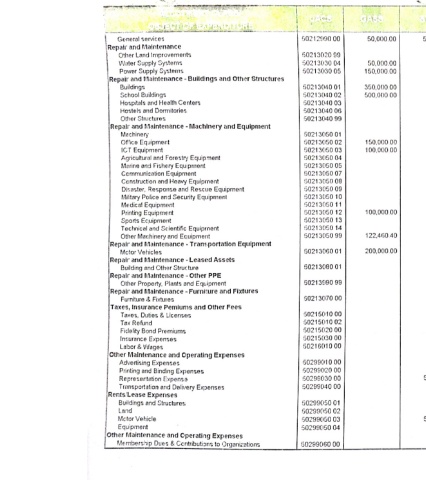 OBJECT OF EXPENDITURE CODE
General services 50212990 00 50,000.00
Repair and Maintenance
Other Land Improvements 50213020 99
Water Supply Systems 50213030 04 50,000.00
Power Supply Systems 50213030 05 150,000.00
Repair and Maintenance - Buildings and Other Structures
Buildings 50213040 01 350,000.00
School Buildings 50213040 02 500,000.00
Hospitals and Health Centers 50213040 03
Hostels and Dormitories 50213040 06
Other Structures 50213040 99
Repair and Maintenance - Machinery and Equipment
Machinery 50213050 01
Office Equipment 50213050 02 150,000.00
ICT Equipment 50213050 03 100,000.00
Agricultural and Forestry Equipment 50213050 04
Marine and Fishery Equipment 50213050 05
Communication Equipment 50213050 07
Construction and Heavy Equipment 50213050 08
Disaster, Response and Rescue Equipment 50213050 09
Military Police and Security Equipment 50213050 10
Medical Equipment 50213050 11
Printing Equipment 50213050 12 100,000.00
Sports Equipment 50213050 13
Technical and Scientific Equipment 50213050 14
Other Machinery and Equipment 50213050 99 122,460.49
Repair and Maintenance - Transportation Equipment
Motor Vehicles 50213060 01 200,000.00
Repair and Maintenance - Leased Assets
Building and Other Structure 50213080 01
Repair and Maintenance - Other PPE
Other Property, Plants and Equipment 50213990 99
Repair and Maintenance - Furniture and Fixtures
Furniture & Fixtures 50213070 00
Taxes, Insurance Pemiums and Other Fees
Taxes, Duties & Licenses 50215010 00
Tax Refund 50215010 02
Fidelity Bond Premiums 50215020 00
Insurance Expenses 50215030 00
Labor & Wages 50216010 00
Other Maintenance and Operating Expenses
Advertising Expenses 50299010 00
Printing and Binding Expenses 50299020 00
Representation Expense 50299030 00
Transportation and Delivery Expenses 50299040 00
Rents/Lease Expenses
Buildings and Structures 50299050 01
Land 50299050 02
Motor Vehicle 50299050 03
Equipment 50299050 04
Other Maintenance and Operating Expenses
Membership Dues & Contributions to Organizations 50299060 00